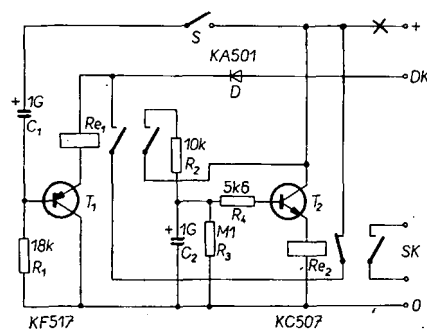 S
+
KA501
DK
D
+ 1G
C1
Re1
10k
R2
T1
5k6
R4
T2
18k
R1
+ 1G
C2
M1
R3
Re2
SK
0
KF517
KC507